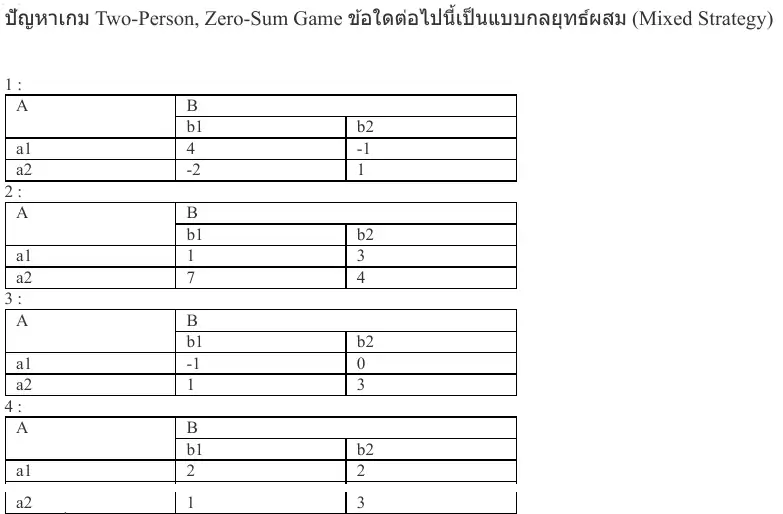 ปัญหาเกม Two-Person, Zero-Sum Game ข้อใดต่อไปนี้เป็นแบบกลยุทธ์ผสม (Mixed Strategy)
1 :
A B
b1 b2
a1 4 -1
a2 -2 1
2 :
A B
b1 b2
a1 1 3
a2 7 4
3 :
A B
b1 b2
a1 -1 0
a2 1 3
4 :
A B
b1 b2
a1 2 2
a2 1 3